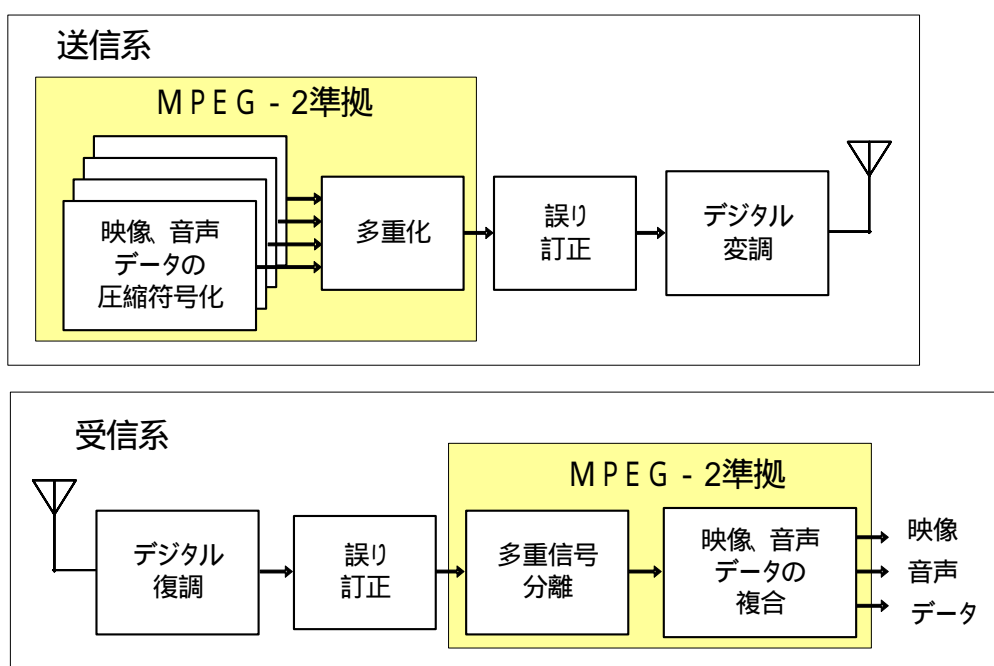 送信系
MPEG-2準拠
映像、音声
データの
圧縮符号化
多重化
誤り
訂正
デジタル
変調
受信系
MPEG-2準拠
デジタル
復調
誤り
訂正
多重信号
分離
映像、音声
データの
複合
映像
音声
データ